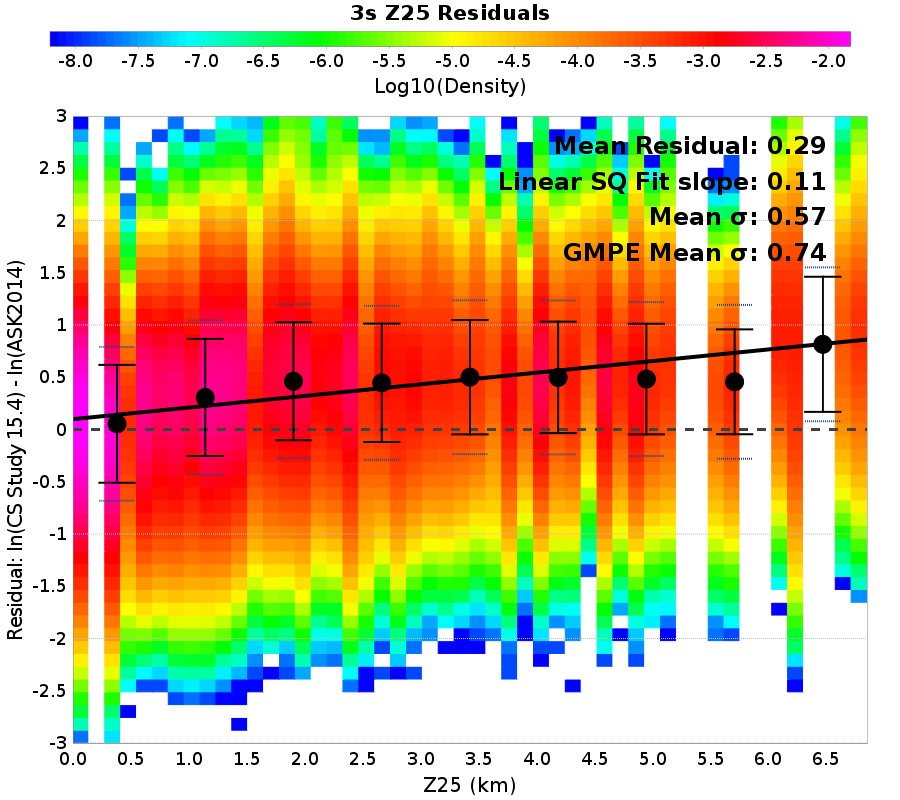 3s Z25 Residuals
-8.0 -7.5 -7.0 -6.5 -6.0 -5.5 -5.0 -4.5 -4.0 -3.5 -3.0 -2.5 -2.0
Log10(Density)
Mean Residual: 0.29
Linear SQ Fit slope: 0.11
Mean σ: 0.57
GMPE Mean σ: 0.74
3
2.5
2
1.5
1
0.5
0
-0.5
-1
-1.5
-2
-2.5
-3
Residual: ln(CS Study 15.4) - ln(ASK2014)
0.0 0.5 1.0 1.5 2.0 2.5 3.0 3.5 4.0 4.5 5.0 5.5 6.0 6.5
Z25 (km)